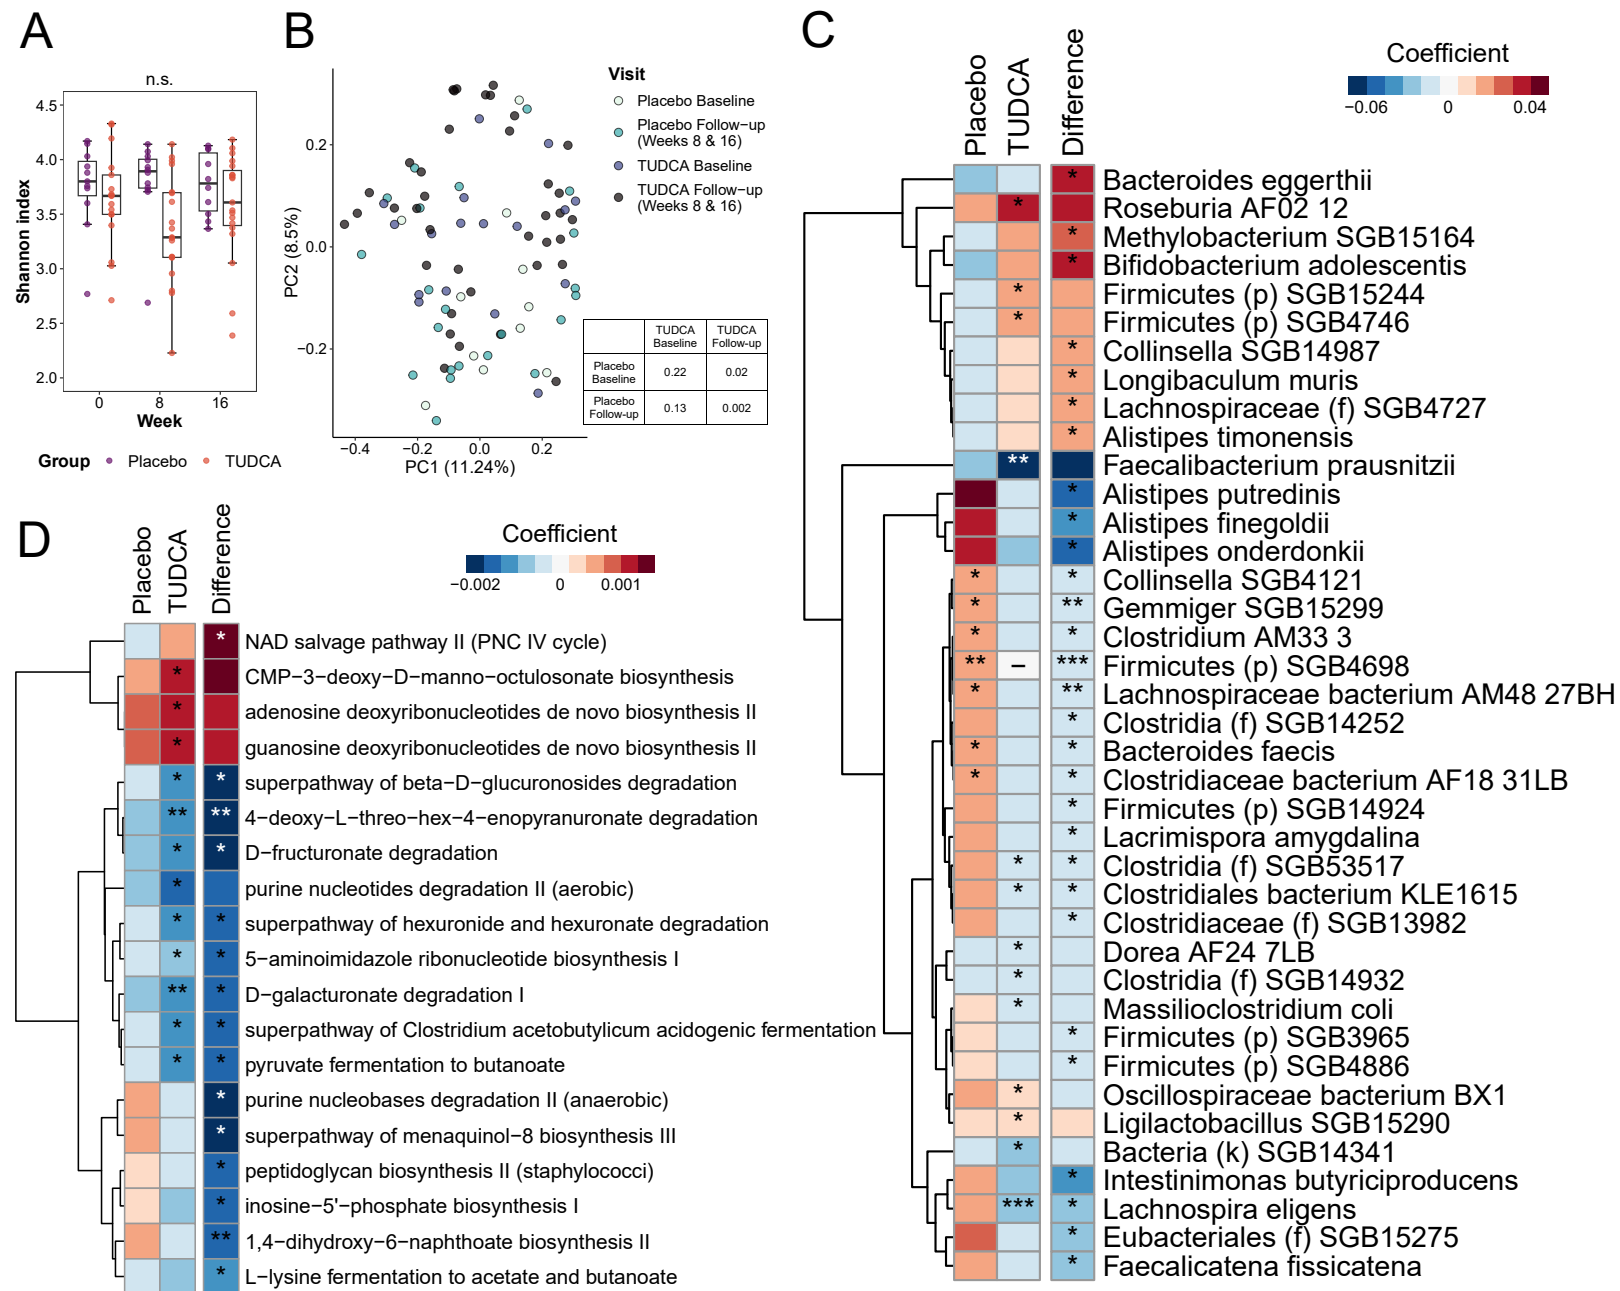 A
n.s.
Shannon index
4.5
4.0
3.5
3.0
2.5
2.0
0
8
16
Week
Group
Placebo
TUDCA
B
PC2 (8.5%)
0.2
0.0
−0.2
−0.4
−0.2
0.0
0.2
PC1 (11.24%)
Visit
Placebo Baseline
Placebo Follow−up
(Weeks 8 & 16)
TUDCA Baseline
TUDCA Follow−up
(Weeks 8 & 16)
TUDCA Baseline
TUDCA Follow-up
Placebo Baseline
0.22
0.02
Placebo Follow-up
0.13
0.002
C
Placebo
TUDCA
Difference
Coefficient
−0.06
0
0.04
* Bacteroides eggerthii
* Roseburia AF02 12
* Methylobacterium SGB15164
* Bifidobacterium adolescentis
* Firmicutes (p) SGB15244
* Firmicutes (p) SGB4746
* Collinsella SGB14987
* Longibaculum muris
* Lachnospiraceae (f) SGB4727
* Alistipes timonensis
** Faecalibacterium prausnitzii
* Alistipes putredinis
* Alistipes finegoldii
* Alistipes onderdonkii
* * Collinsella SGB4121
* ** Gemmiger SGB15299
* * Clostridium AM33 3
** − *** Firmicutes (p) SGB4698
* ** Lachnospiraceae bacterium AM48 27BH
* Clostridia (f) SGB14252
* * Bacteroides faecis
* * Clostridiaceae bacterium AF18 31LB
* Firmicutes (p) SGB14924
* Lacrimispora amygdalina
* * Clostridia (f) SGB53517
* * Clostridiales bacterium KLE1615
* Clostridiaceae (f) SGB13982
* Dorea AF24 7LB
* Clostridia (f) SGB14932
* Massilioclostridium coli
* Firmicutes (p) SGB3965
* Firmicutes (p) SGB4886
* Oscillospiraceae bacterium BX1
* Ligilactobacillus SGB15290
* Bacteria (k) SGB14341
* Intestinimonas butyriciproducens
*** * Lachnospira eligens
* Eubacteriales (f) SGB15275
* Faecalicatena fissicatena
D
Placebo
TUDCA
Difference
Coefficient
−0.002
0
0.001
* NAD salvage pathway II (PNC IV cycle)
* CMP−3−deoxy−D−manno−octulosonate biosynthesis
* adenosine deoxyribonucleotides de novo biosynthesis II
* guanosine deoxyribonucleotides de novo biosynthesis II
* * superpathway of beta−D−glucuronosides degradation
** ** 4−deoxy−L−threo−hex−4−enopyranuronate degradation
* * D−fructuronate degradation
* purine nucleotides degradation II (aerobic)
* * superpathway of hexuronide and hexuronate degradation
* * 5−aminoimidazole ribonucleotide biosynthesis I
** * D−galacturonate degradation I
* * superpathway of Clostridium acetobutylicum acidogenic fermentation
* * pyruvate fermentation to butanoate
* purine nucleobases degradation II (anaerobic)
* superpathway of menaquinol−8 biosynthesis III
* peptidoglycan biosynthesis II (staphylococci)
* inosine−5'−phosphate biosynthesis I
** 1,4−dihydroxy−6−naphthoate biosynthesis II
* L−lysine fermentation to acetate and butanoate